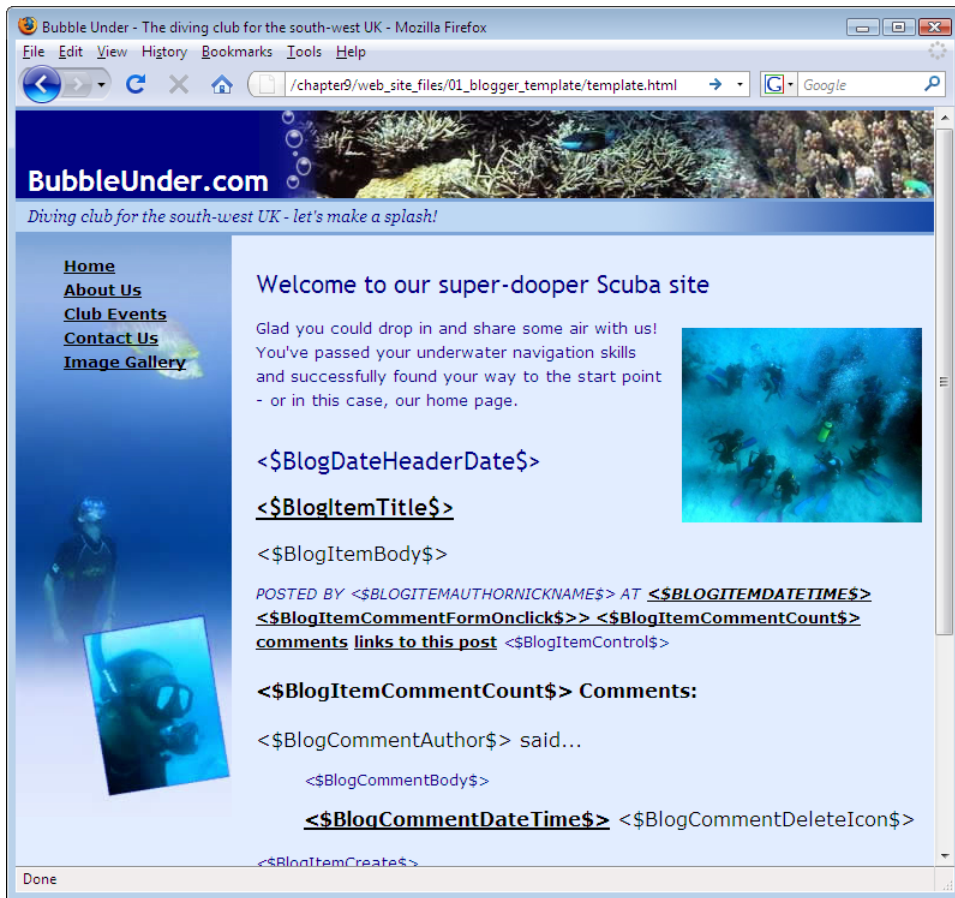 Bubble Under - The diving club for the south-west UK - Mozilla Firefox
File Edit View History Bookmarks Tools Help
/chapter9/web_site_files/01_blogger_template/template.html
G Google
BubbleUnder.com
Diving club for the south-west UK - let's make a splash!
Home
About Us
Club Events
Contact Us
Image Gallery
Welcome to our super-dooper Scuba site
Glad you could drop in and share some air with us!
You've passed your underwater navigation skills
and successfully found your way to the start point
- or in this case, our home page.
<$BlogDateHeaderDate$>
<$BlogItemTitle$>
<$BlogItemBody$>
POSTED BY <$BLOGITEMAUTHORNICKNAME$> AT <$BLOGITEMDATETIME$>
<$BlogItemCommentFormOnclick$>> <$BlogItemCommentCount$>
comments links to this post <$BlogItemControl$>
<$BlogItemCommentCount$> Comments:
<$BlogCommentAuthor$> said...
<$BlogCommentBody$>
<$BlogCommentDateTime$> <$BlogCommentDeleteIcon$>
<$BlogItemCreate$>
Done